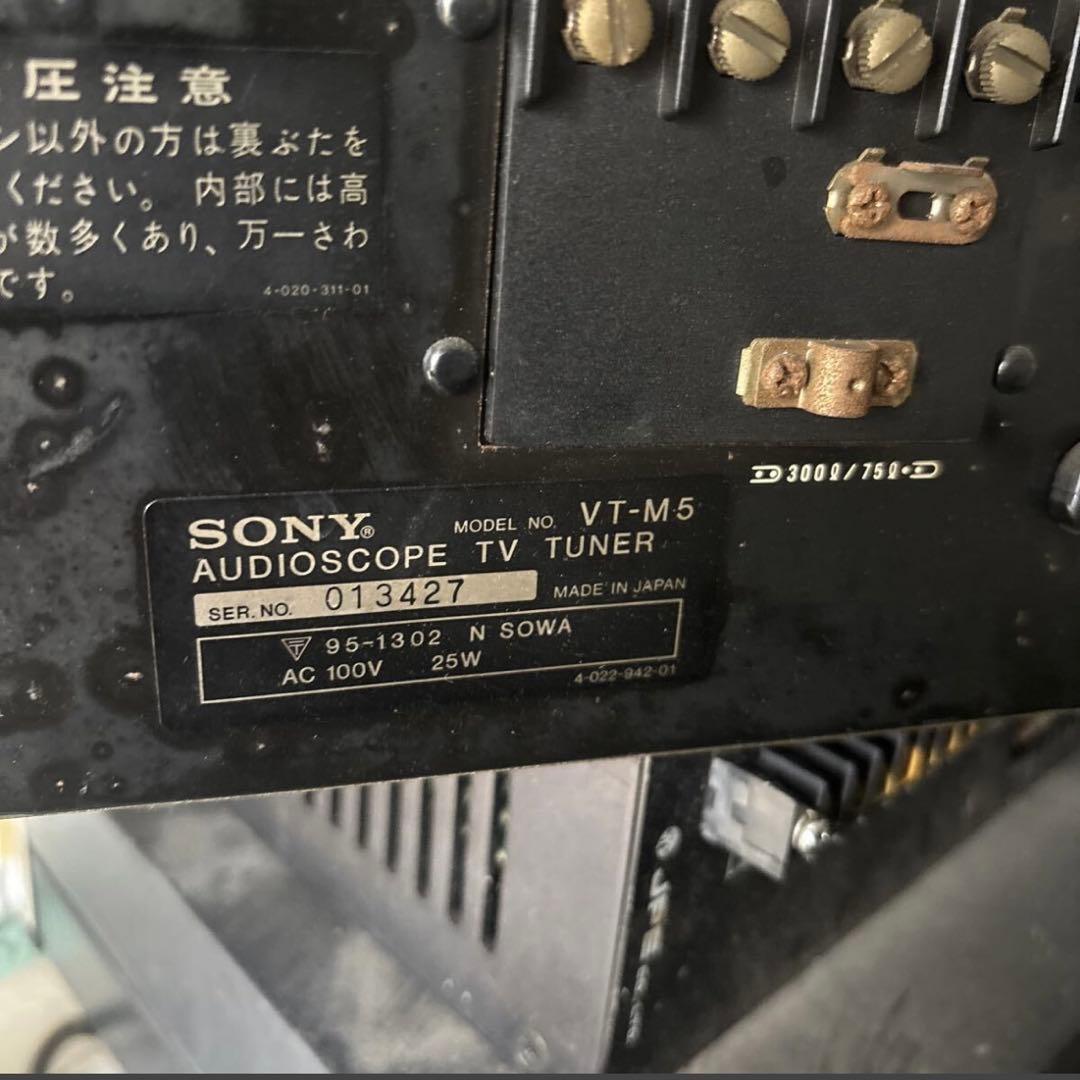 圧注意
ン以外の方は裏ぶたを
ください。 内部には高
が数多くあり、万一さわ
です。
4-020-311-01
300Ω/75Ω
SONY®
MODEL NO. VT-M5
AUDIOSCOPE TV TUNER
SER. NO. 013427
MADE IN JAPAN
〒 95-1302 N SOWA
AC 100V 25W
4-022-942-01